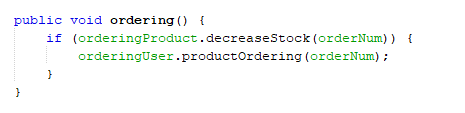 public void ordering() {
    if (orderingProduct.decreaseStock(orderNum)) {
        orderingUser.productOrdering(orderNum);
    }
}